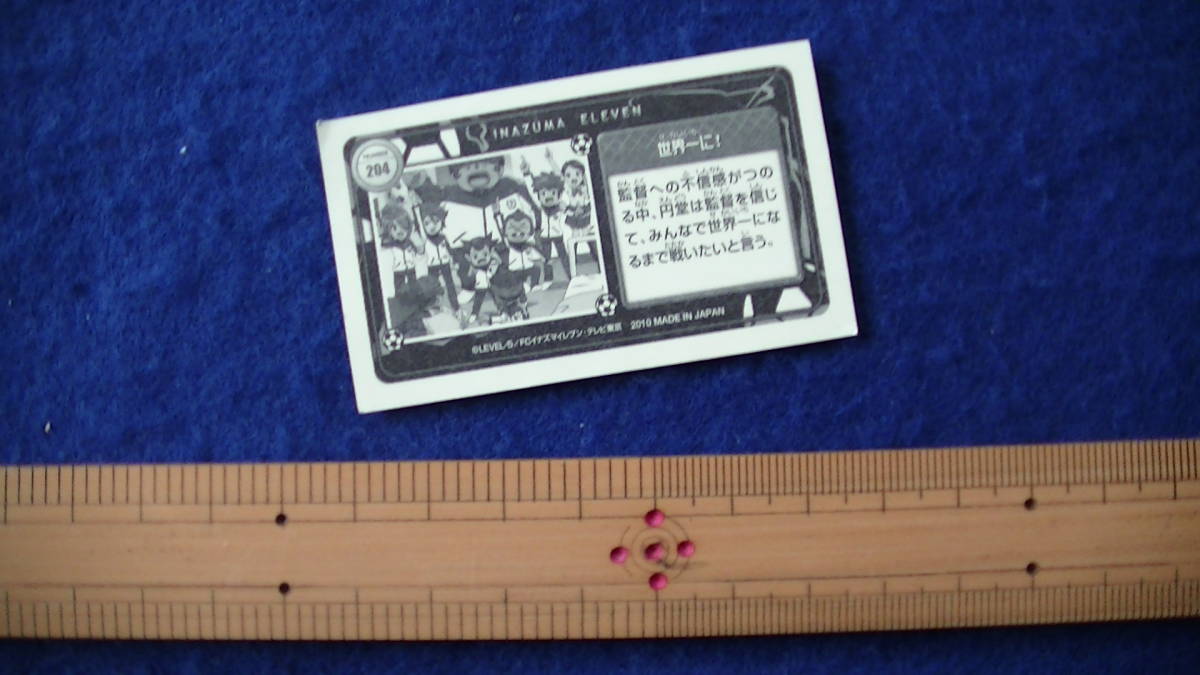 INAZUMA ELEVEN
NUMBER
204
世界一に!
監督への不信感がつの
る中、円堂は監督を信じ
て、みんなで世界一にな
るまで戦いたいと言う。
©LEVEL-5/FCイナズマイレブン・テレビ東京 2010 MADE IN JAPAN